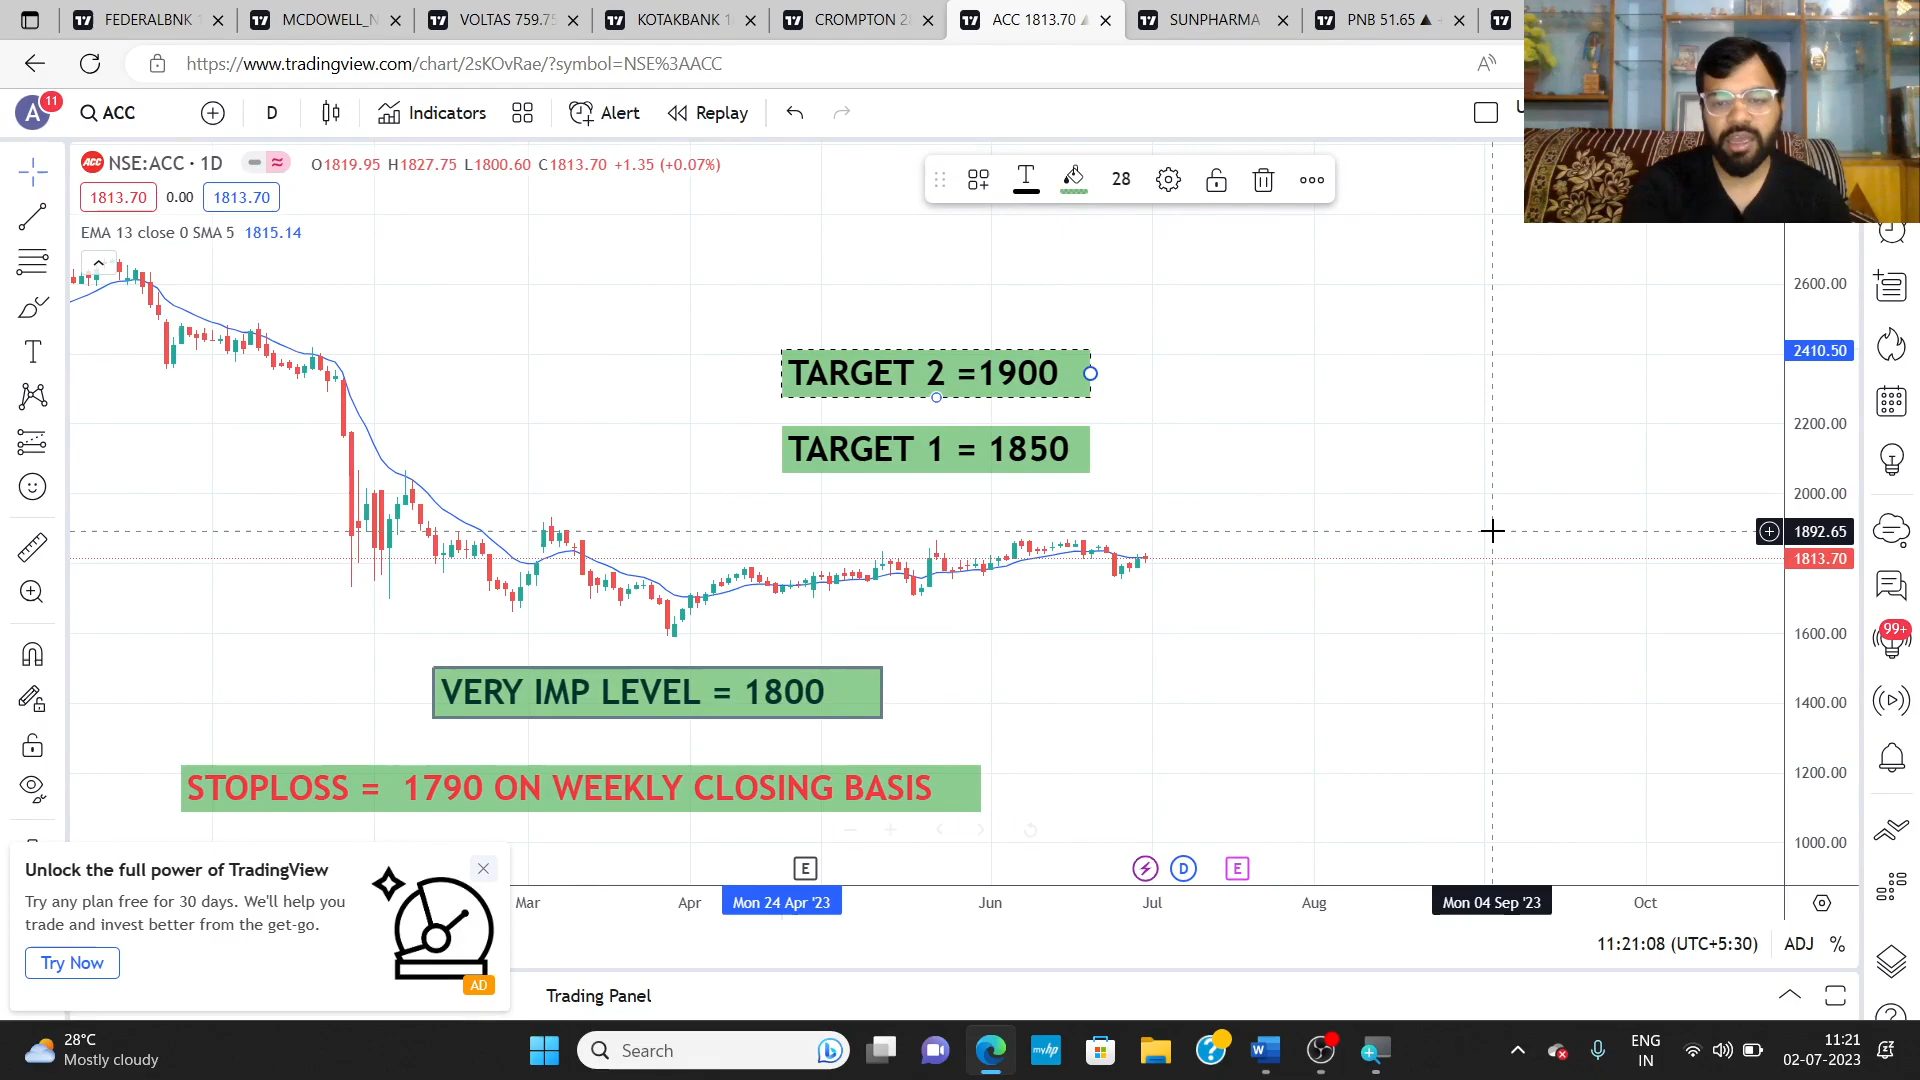 FEDERALBNK
MCDOWELL_N
VOLTAS 759.75
KOTAKBANK
CROMPTON
ACC 1813.70
SUNPHARMA
PNB 51.65
https://www.tradingview.com/chart/2sKOvRae/?symbol=NSE%3AACC
A
11
ACC
D
Indicators
Alert
Replay
NSE:ACC · 1D
O1819.95 H1827.75 L1800.60 C1813.70 +1.35 (+0.07%)
28
1813.70 0.00 1813.70
EMA 13 close 0 SMA 5 1815.14
2600.00
2410.50
2200.00
2000.00
1892.65
1813.70
1600.00
1400.00
1200.00
1000.00
TARGET 2 =1900
TARGET 1 = 1850
VERY IMP LEVEL = 1800
STOPLOSS = 1790 ON WEEKLY CLOSING BASIS
99+
E
D
E
Mar
Apr
Mon 24 Apr '23
Jun
Jul
Aug
Mon 04 Sep '23
Oct
Unlock the full power of TradingView
Try any plan free for 30 days. We'll help you
trade and invest better from the get-go.
Try Now
AD
11:21:08 (UTC+5:30)
ADJ
%
Trading Panel
28°C
Mostly cloudy
Search
myhp
ENG
IN
11:21
02-07-2023